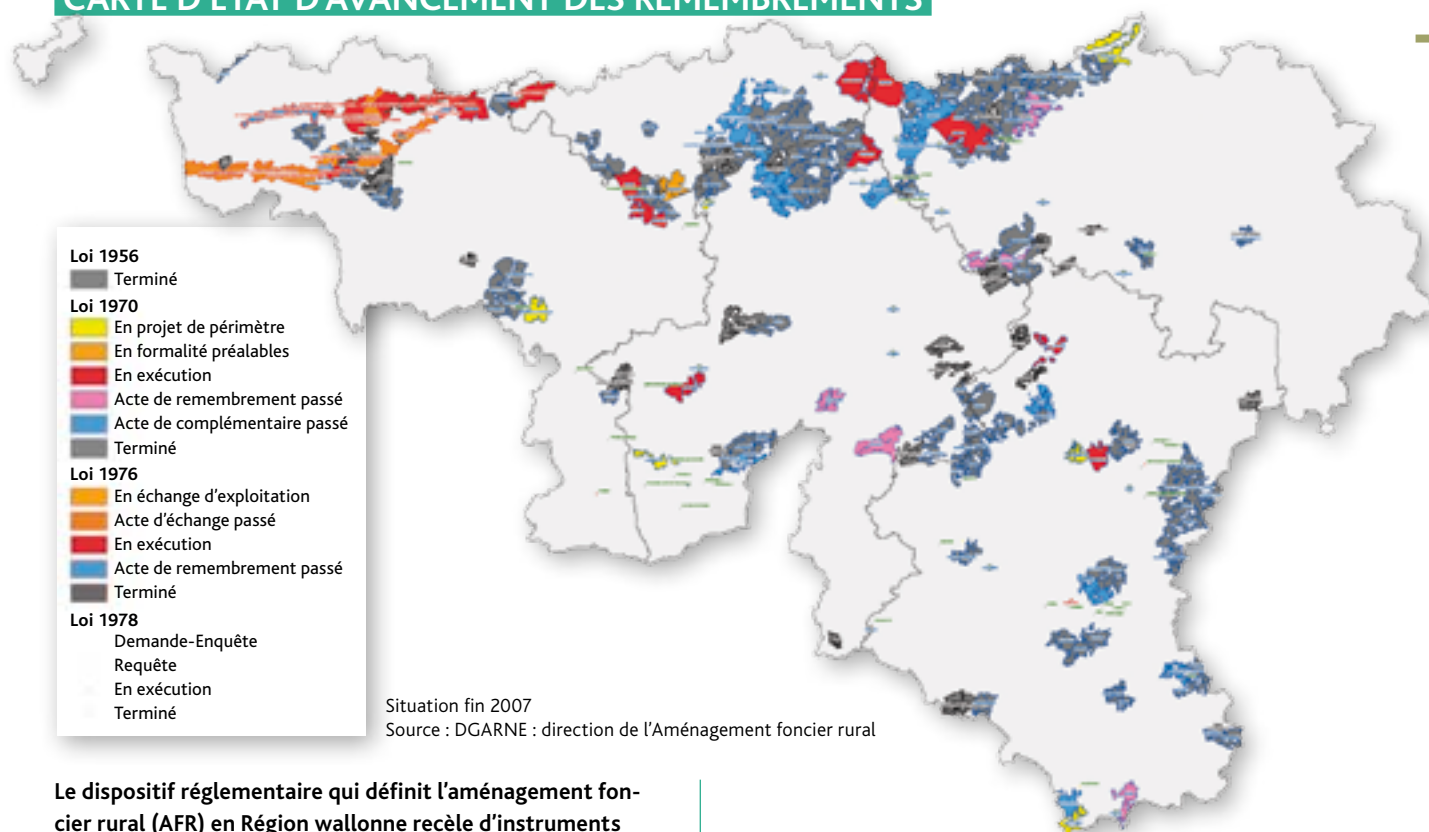 CARTE D'ÉTAT D'AVANCEMENT DES REMEMBREMENTS
Loi 1956
Terminé
Loi 1970
En projet de périmètre
En formalité préalables
En exécution
Acte de remembrement passé
Acte de complémentaire passé
Terminé
Loi 1976
En échange d'exploitation
Acte d'échange passé
En exécution
Acte de remembrement passé
Terminé
Loi 1978
Demande-Enquête
Requête
En exécution
Terminé
Situation fin 2007
Source : DGARNE : direction de l'Aménagement foncier rural
Le dispositif réglementaire qui définit l'aménagement fon-
cier rural (AFR) en Région wallonne recèle d'instruments